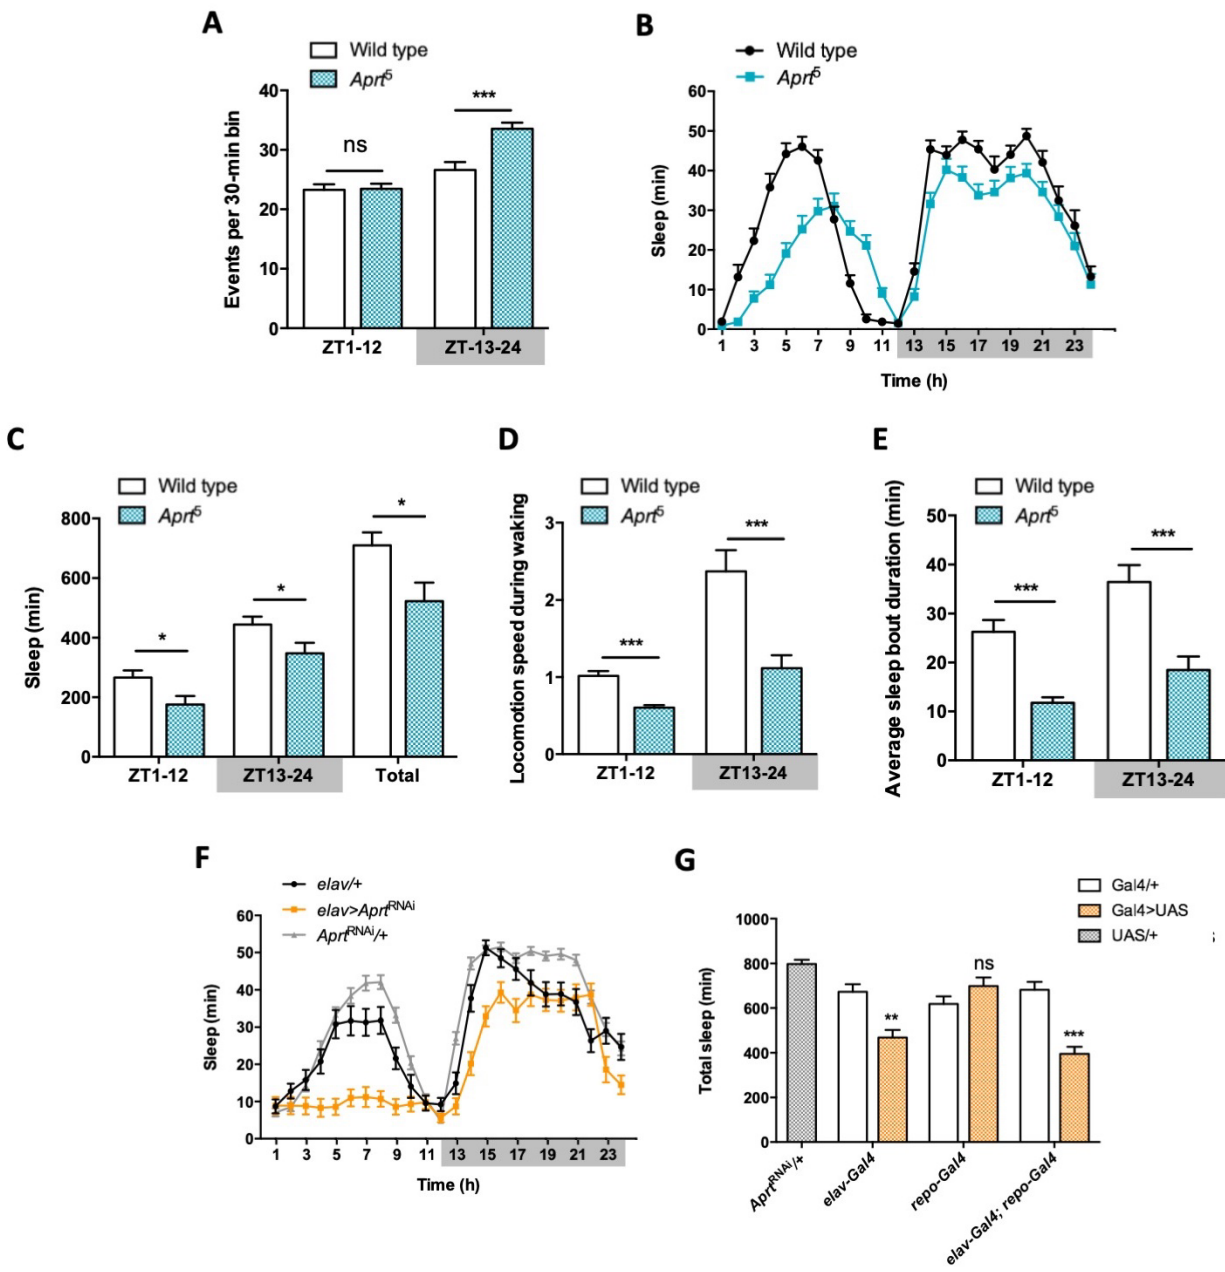 A
Wild type
Aprt⁵
Events per 30-min bin
40
30
20
10
0
ns
***
ZT1-12
ZT-13-24
B
Wild type
Aprt⁵
Sleep (min)
60
50
40
30
20
10
0
1 3 5 7 9 11 13 15 17 19 21 23
Time (h)
C
Wild type
Aprt⁵
Sleep (min)
800
600
400
200
0
*
*
*
ZT1-12
ZT13-24
Total
D
Wild type
Aprt⁵
Locomotion speed during waking
3
2
1
0
***
***
ZT1-12
ZT13-24
E
Wild type
Aprt⁵
Average sleep bout duration (min)
50
40
30
20
10
0
***
***
ZT1-12
ZT13-24
F
elav/+
elav>Aprt^RNAi
Aprt^RNAi/+
Sleep (min)
60
50
40
30
20
10
0
1 3 5 7 9 11 13 15 17 19 21 23
Time (h)
G
Gal4/+
Gal4>UAS
UAS/+
Total sleep (min)
1000
800
600
400
200
0
**
ns
***
Aprt^RNAi/+
elav-Gal4
repo-Gal4
elav-Gal4; repo-Gal4